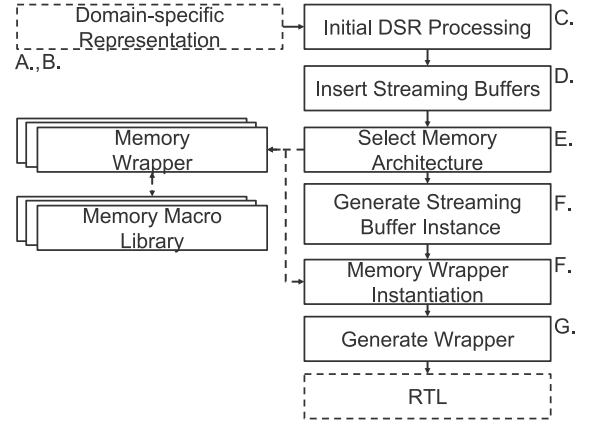 Domain-specific
Representation
A.,B.
Initial DSR Processing
C.
Insert Streaming Buffers
D.
Memory
Wrapper
Select Memory
Architecture
E.
Memory Macro
Library
Generate Streaming
Buffer Instance
F.
Memory Wrapper
Instantiation
F.
Generate Wrapper
G.
RTL